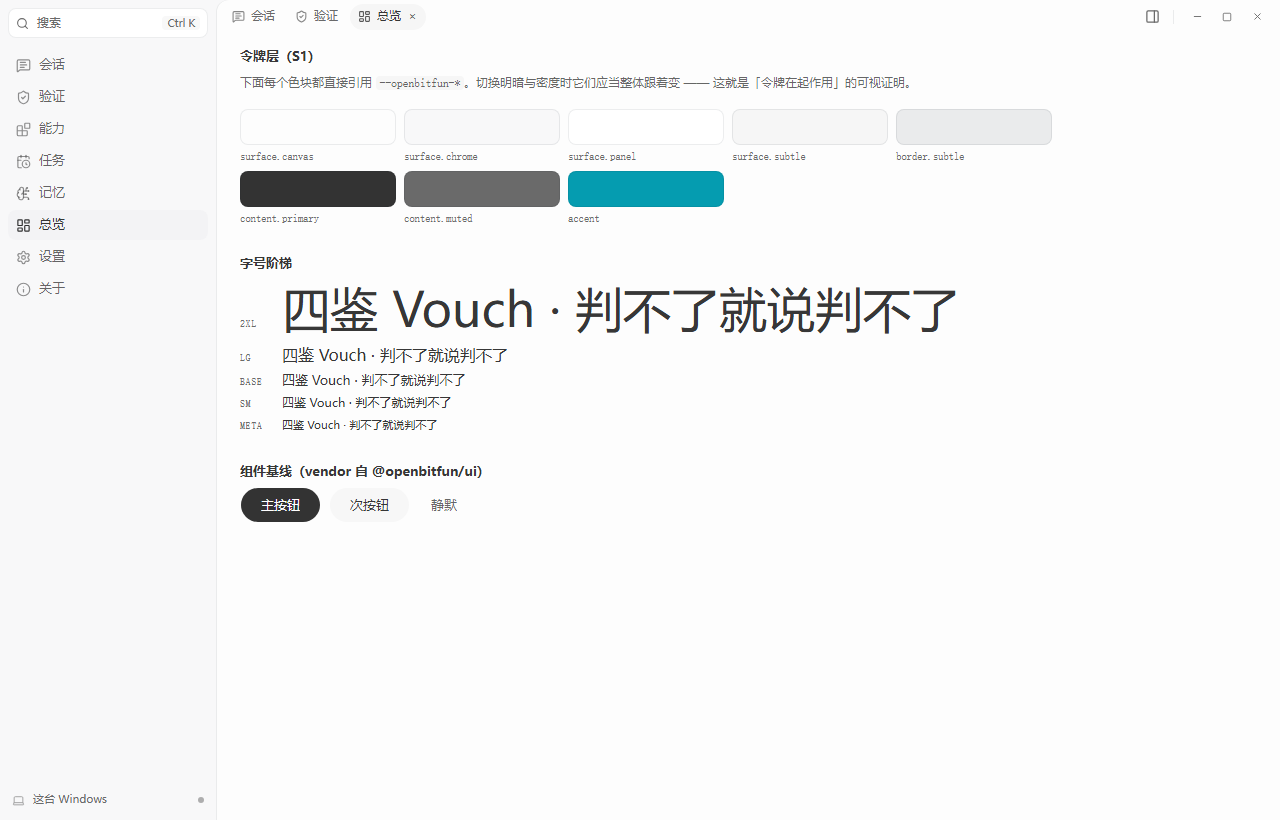 搜索 Ctrl K
会话
验证
能力
任务
记忆
总览
设置
关于
这台 Windows
会话 验证 总览 ×
令牌层（S1）
下面每个色块都直接引用 --openbitfun-* 。切换明暗与密度时它们应当整体跟着变 —— 这就是「令牌在起作用」的可视证明。
surface.canvas surface.chrome surface.panel surface.subtle border.subtle
content.primary content.muted accent
字号阶梯
2XL 四鉴 Vouch · 判不了就说判不了
LG 四鉴 Vouch · 判不了就说判不了
BASE 四鉴 Vouch · 判不了就说判不了
SM 四鉴 Vouch · 判不了就说判不了
META 四鉴 Vouch · 判不了就说判不了
组件基线（vendor 自 @openbitfun/ui）
主按钮 次按钮 静默